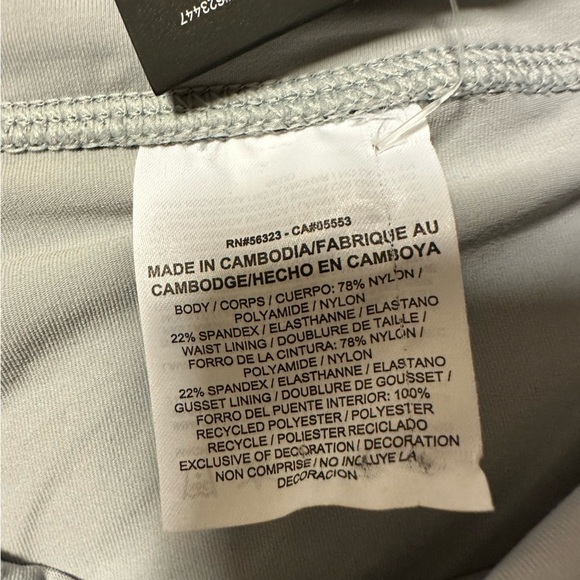 623447
RN#56323 - CA#05553
MADE IN CAMBODIA/FABRIQUE AU
CAMBODGE/HECHO EN CAMBOYA
BODY / CORPS / CUERPO: 78% NYLON /
POLYAMIDE / NYLON
22% SPANDEX / ELASTHANNE / ELASTANO
WAIST LINING / DOUBLURE DE TAILLE /
FORRO DE LA CINTURA: 78% NYLON /
POLYAMIDE / NYLON
22% SPANDEX / ELASTHANNE / ELASTANO
GUSSET LINING / DOUBLURE DE GOUSSET /
FORRO DEL PUENTE INTERIOR: 100%
RECYCLED POLYESTER / POLYESTER
RECYCLE / POLIESTER RECICLADO
EXCLUSIVE OF DECORATION / DECORATION
NON COMPRISE / NO INCLUYE LA
DECORACION